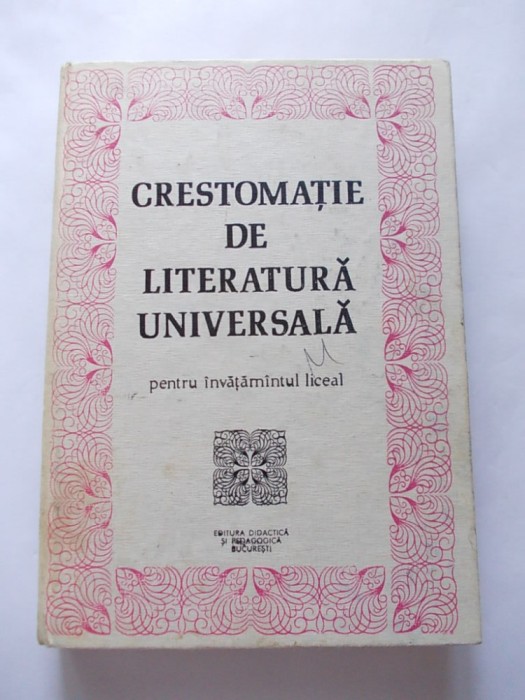 CRESTOMAȚIE
DE
LITERATURĂ
UNIVERSALĂ
M
pentru învățămîntul liceal
EDITURA DIDACTICĂ
ȘI PEDAGOGICĂ
BUCUREȘTI